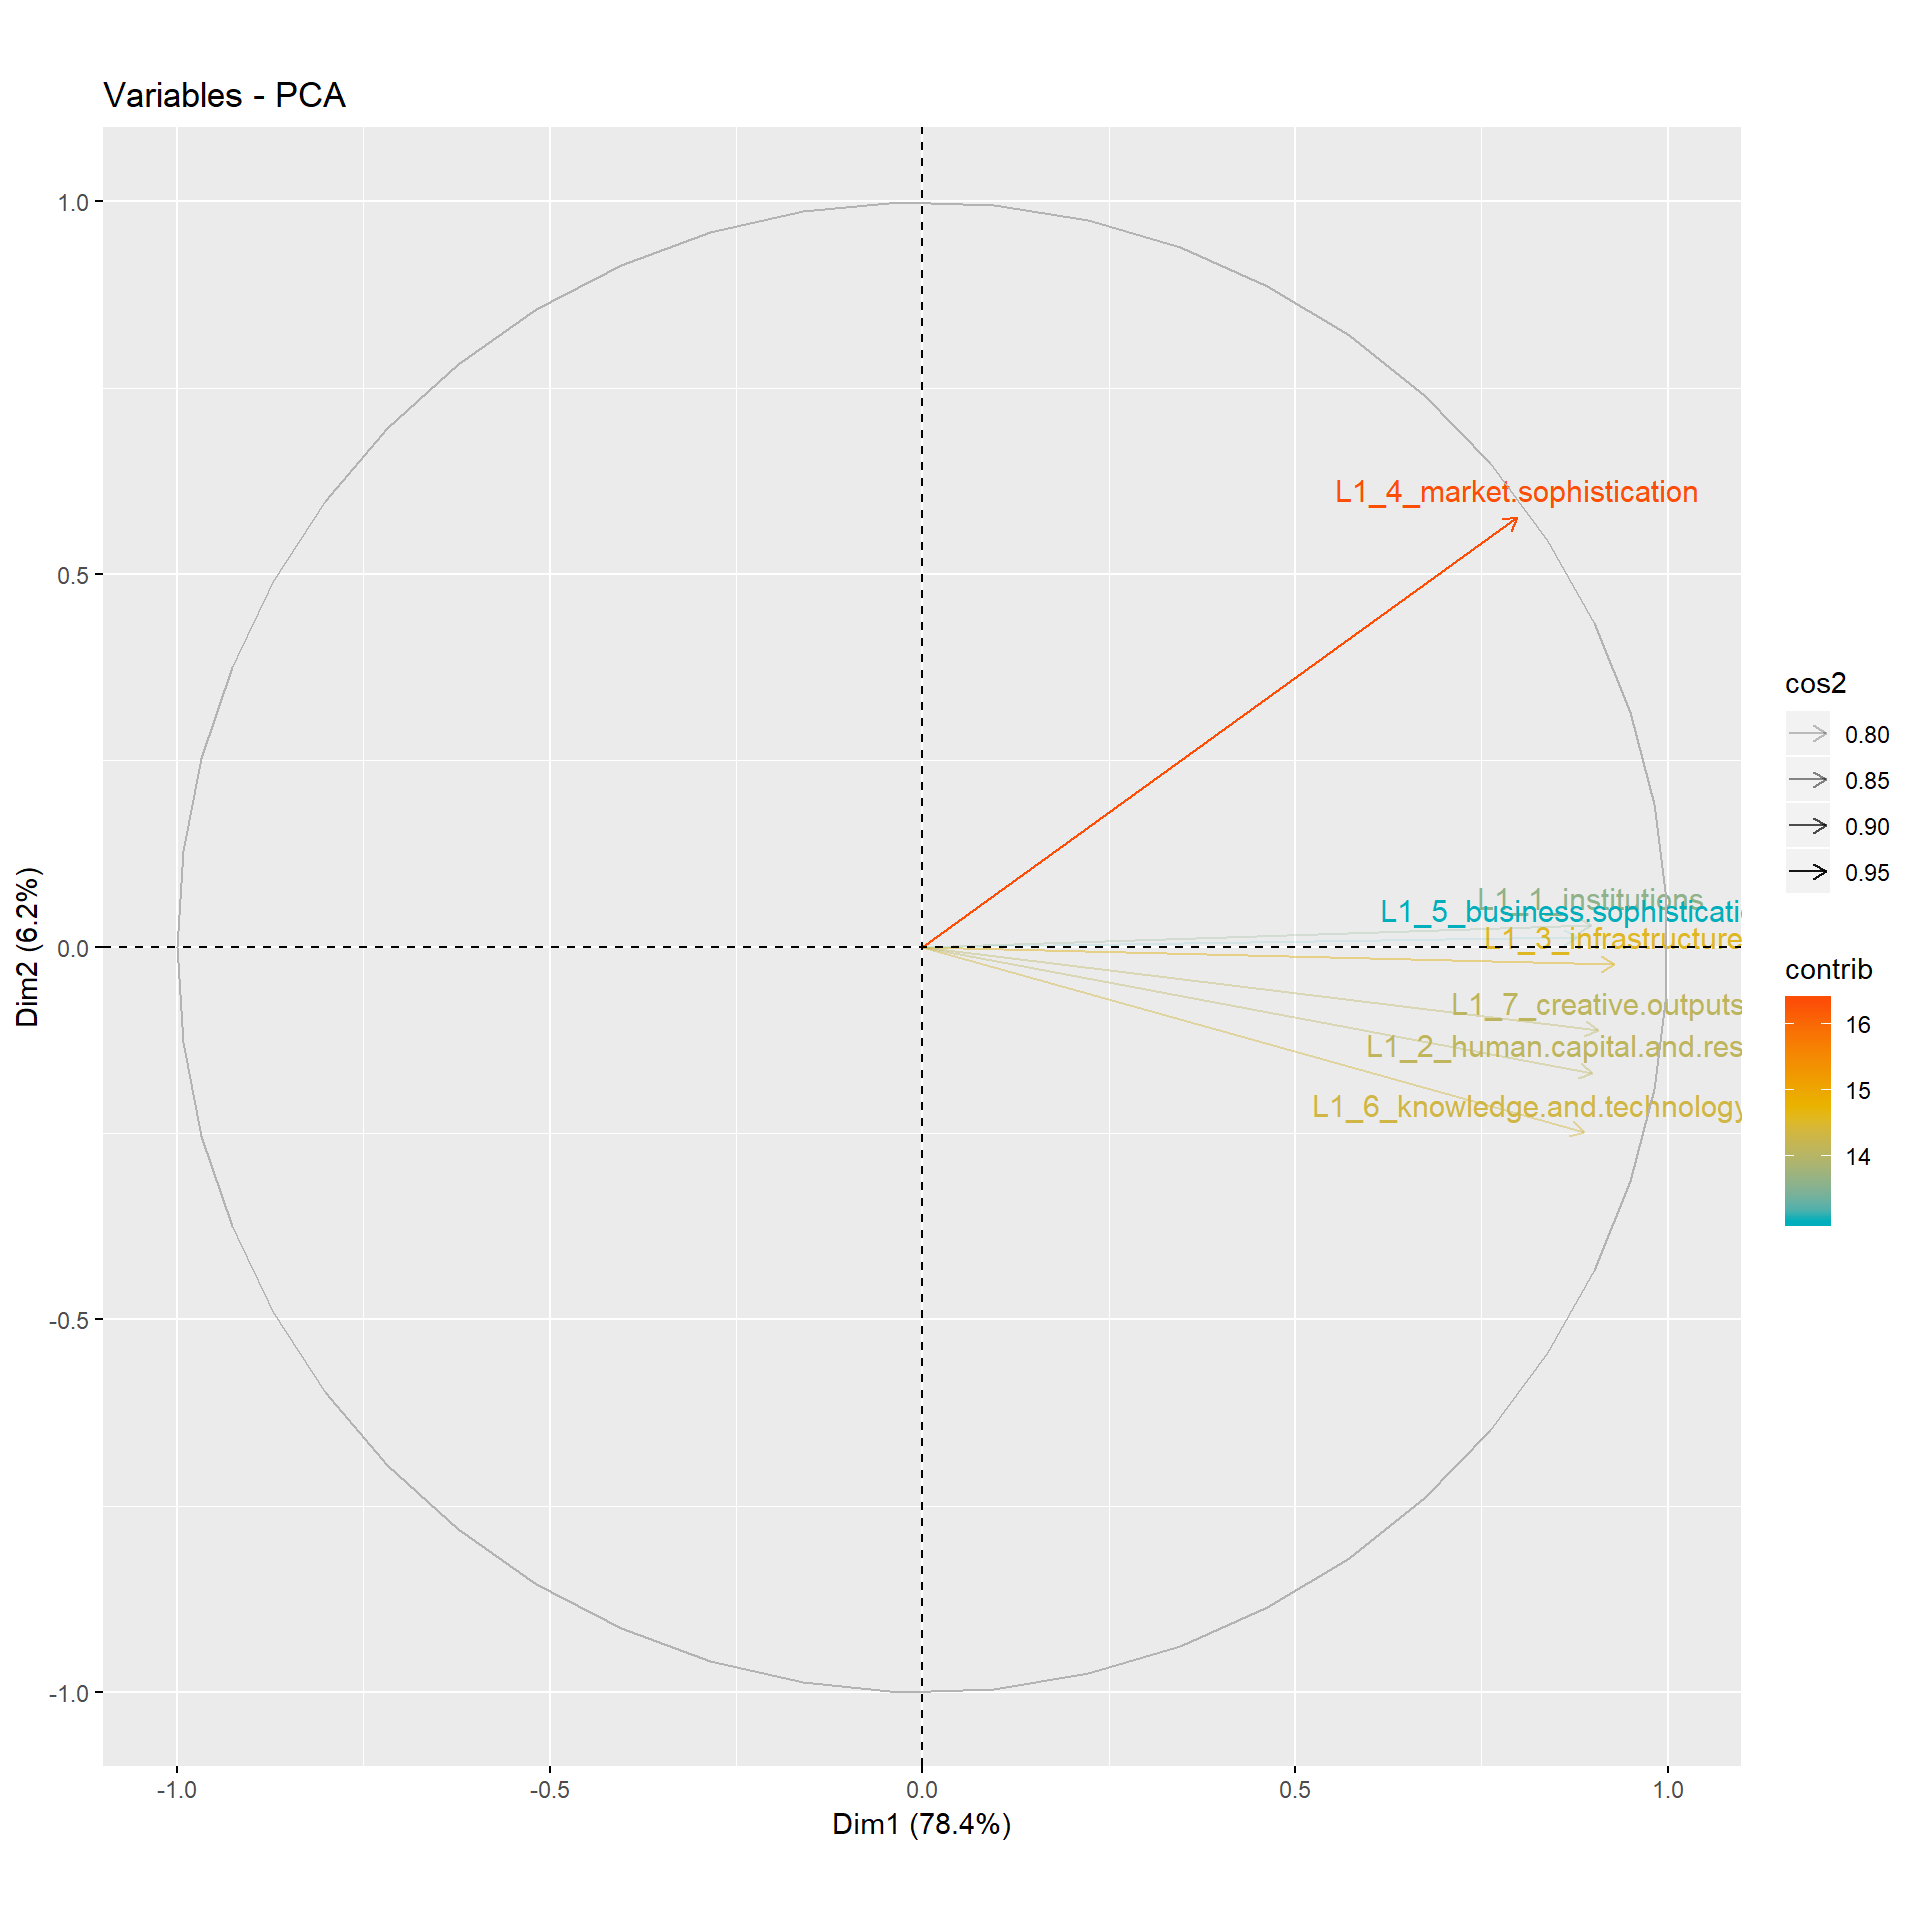 Variables - PCA
1.0
0.5
0.0
-0.5
-1.0
Dim2 (6.2%)
L1_4_market.sophistication
L1_1_institutions
L1_5_business.sophisticati
L1_3_infrastructure
L1_7_creative.outputs
L1_2_human.capital.and.res
L1_6_knowledge.and.technology
-1.0
-0.5
0.0
0.5
1.0
Dim1 (78.4%)
cos2
0.80
0.85
0.90
0.95
contrib
16
15
14